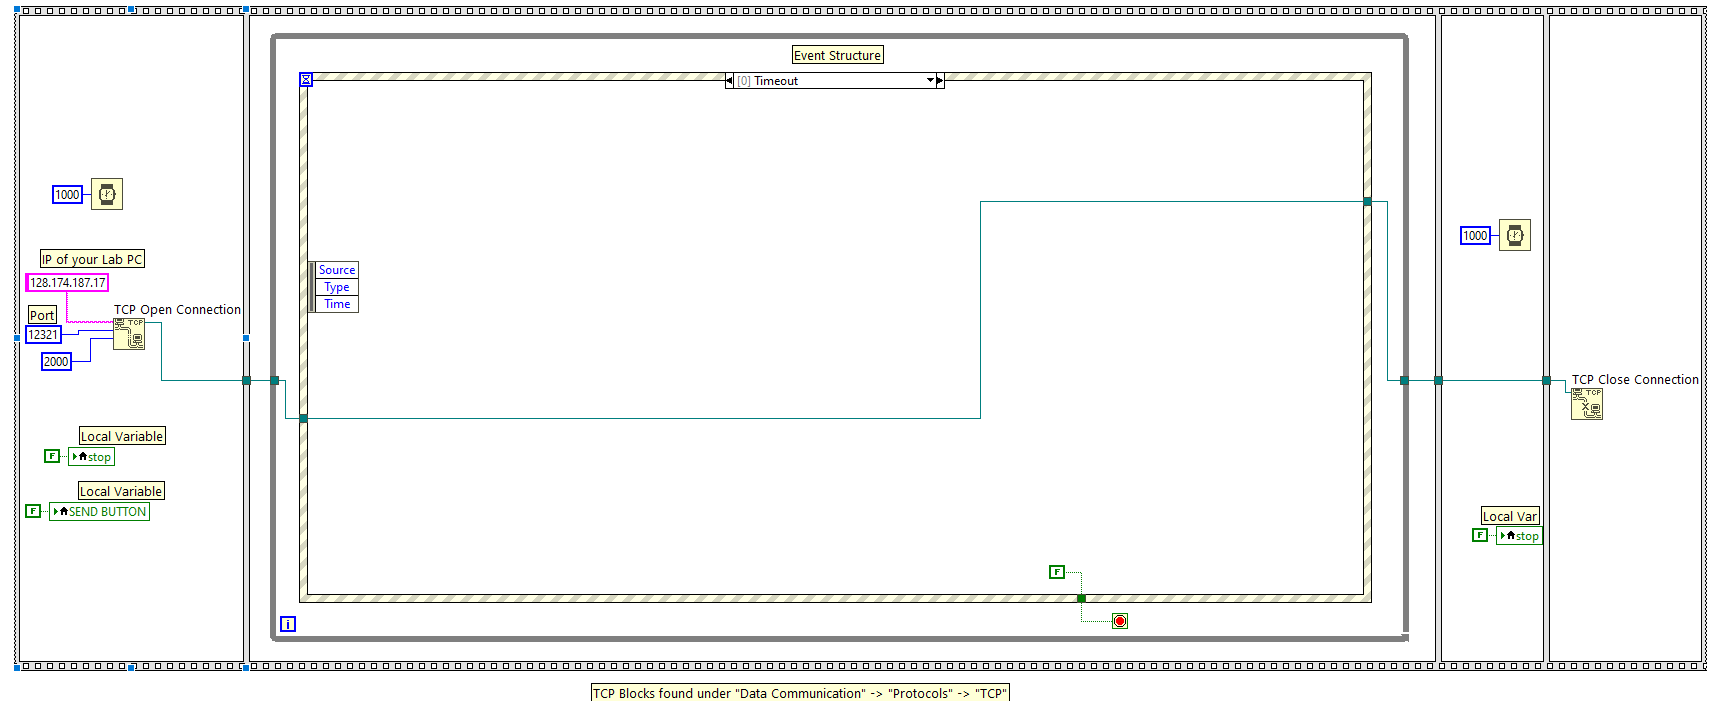 Event Structure
[0] Timeout
1000
IP of your Lab PC
128.174.187.17
Port
12321
2000
TCP Open Connection
TCP
Source
Type
Time
Local Variable
F
stop
Local Variable
F
SEND BUTTON
F
i
1000
Local Var
F
stop
TCP Close Connection
TCP
TCP Blocks found under "Data Communication" -> "Protocols" -> "TCP"